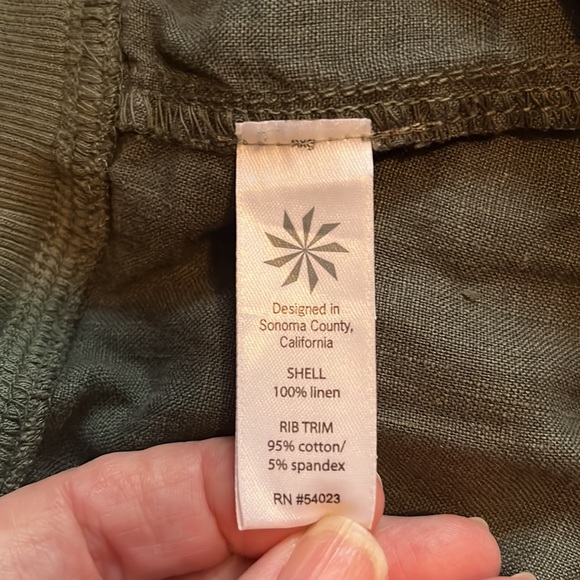 Designed in
Sonoma County,
California
SHELL
100% linen
RIB TRIM
95% cotton/
5% spandex
RN #54023